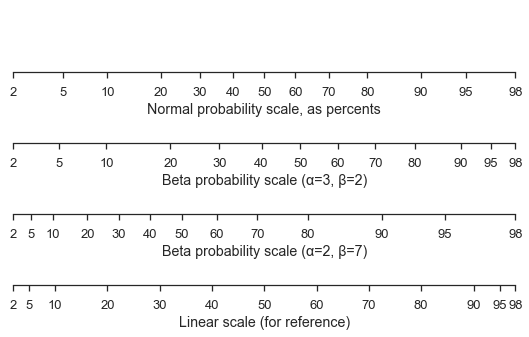 2 5 10 20 30 40 50 60 70 80 90 95 98
Normal probability scale, as percents
2 5 10 20 30 40 50 60 70 80 90 95 98
Beta probability scale (α=3, β=2)
2 5 10 20 30 40 50 60 70 80 90 95 98
Beta probability scale (α=2, β=7)
2 5 10 20 30 40 50 60 70 80 90 95 98
Linear scale (for reference)